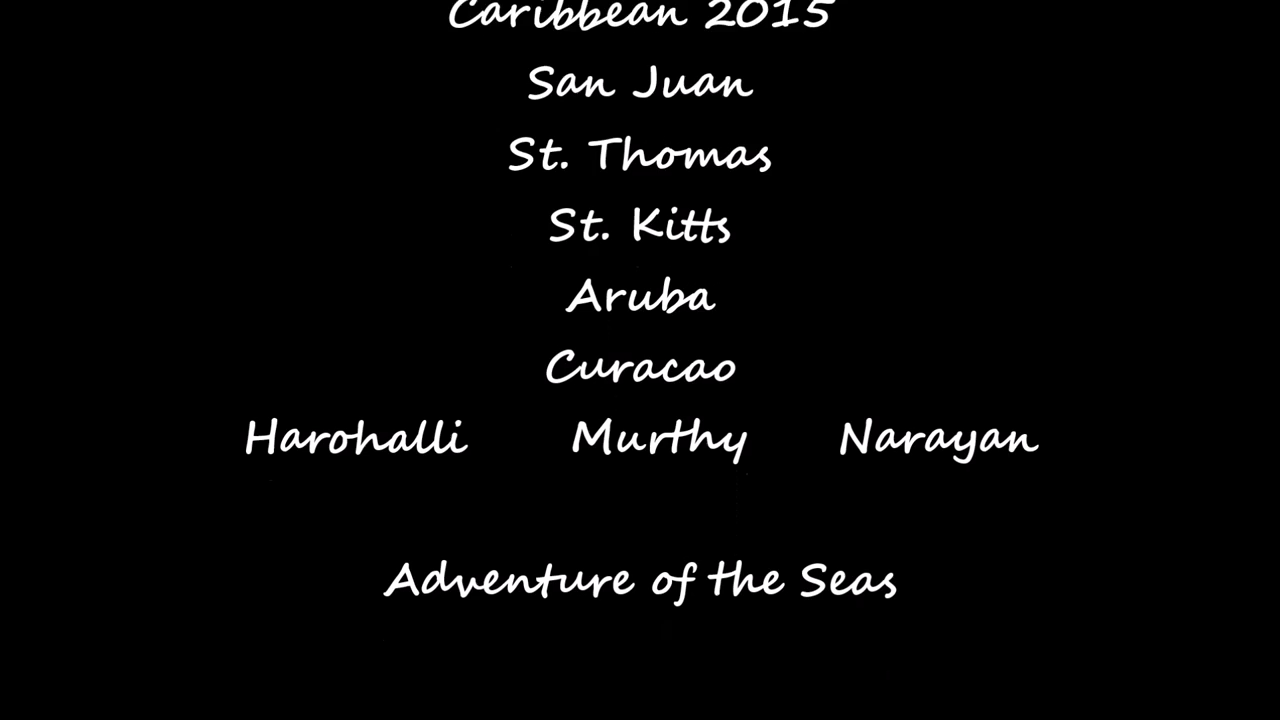 Caribbean 2015
San Juan
St. Thomas
St. Kitts
Aruba
Curacao
Harohalli Murthy Narayan
Adventure of the Seas